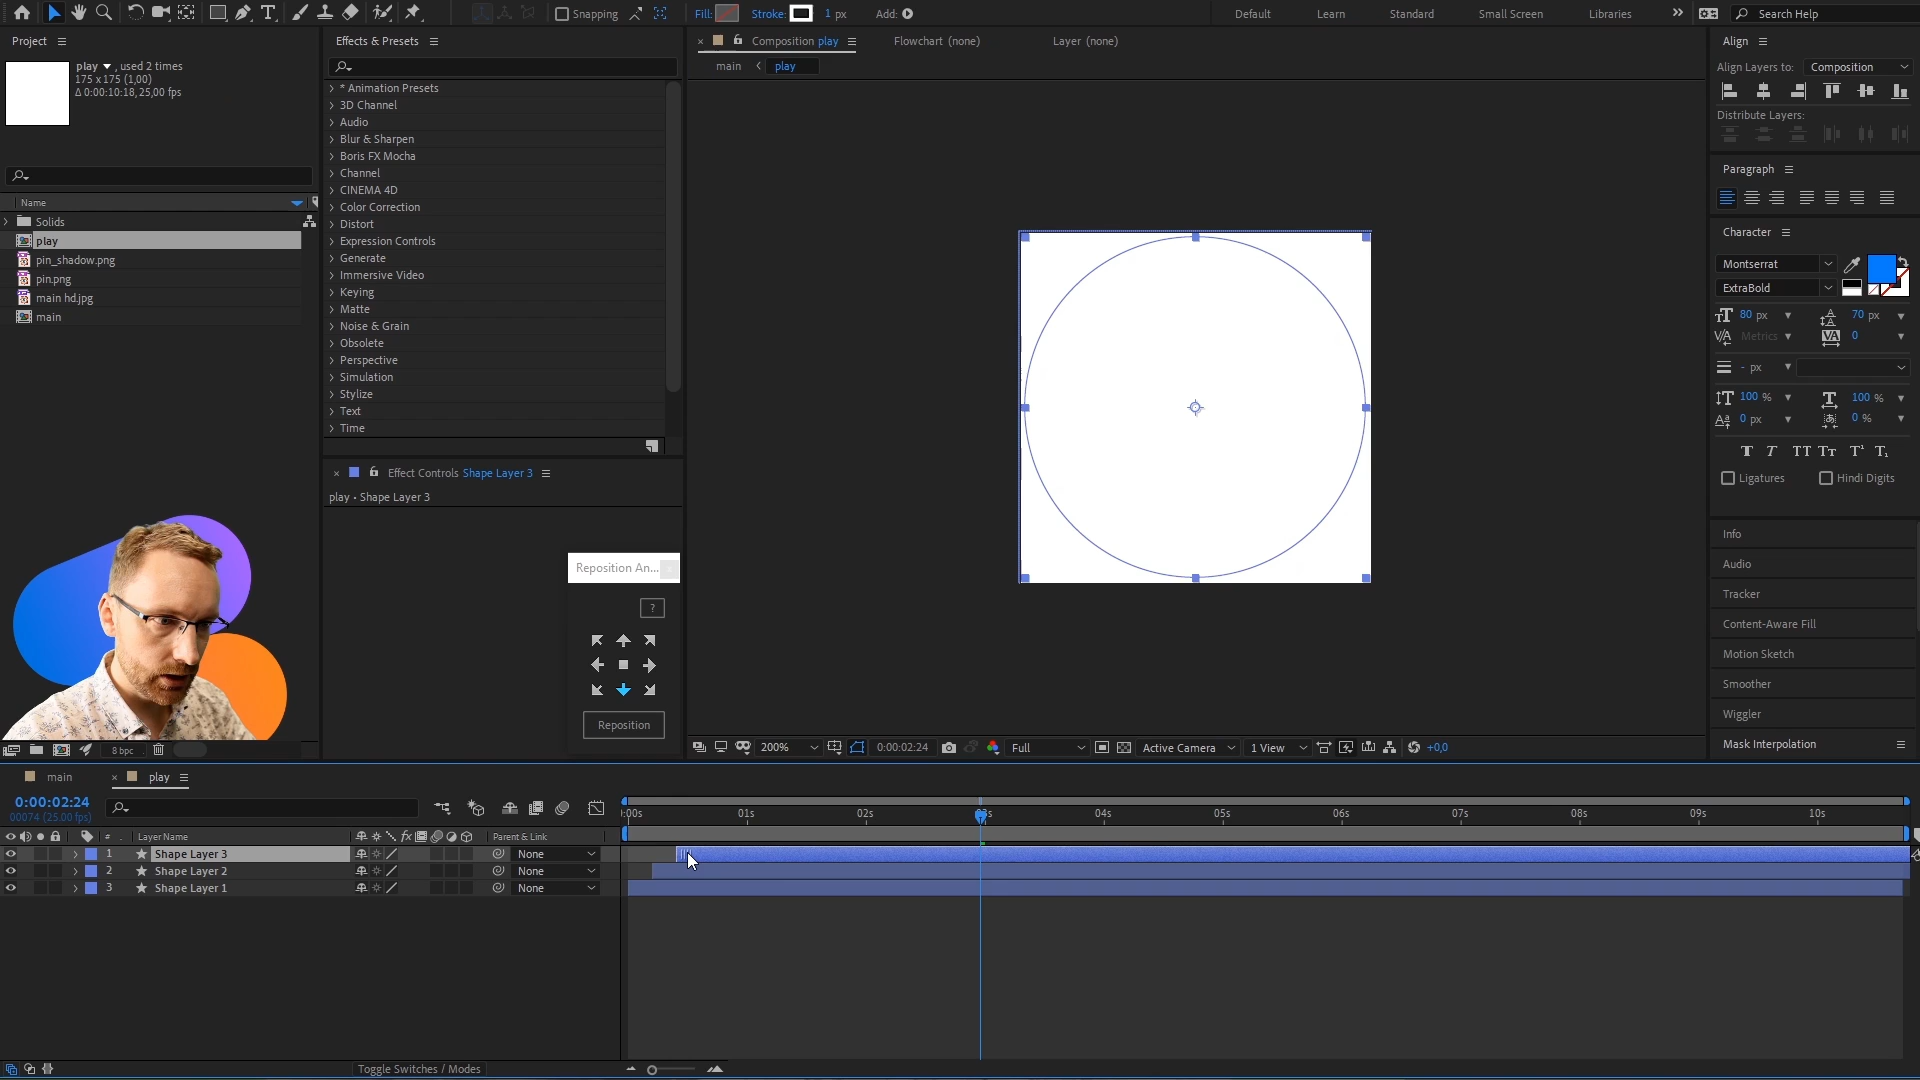 Snapping
Fill:
Stroke:
1 px
Add:
Default
Learn
Standard
Small Screen
Libraries
Search Help
Project
play , used 2 times
175 x 175 (1,00)
Δ 0:00:10:18, 25,00 fps
Name
Solids
play
pin_shadow.png
pin.png
main hd.jpg
main
8 bpc
Effects & Presets
* Animation Presets
3D Channel
Audio
Blur & Sharpen
Boris FX Mocha
Channel
CINEMA 4D
Color Correction
Distort
Expression Controls
Generate
Immersive Video
Keying
Matte
Noise & Grain
Obsolete
Perspective
Simulation
Stylize
Text
Time
Effect Controls Shape Layer 3
play • Shape Layer 3
Reposition An...
?
Reposition
Composition play
Flowchart (none)
Layer (none)
main
play
200%
0:00:02:24
Full
Active Camera
1 View
+0,0
Align
Align Layers to: Composition
Distribute Layers:
Paragraph
Character
Montserrat
ExtraBold
80 px
70 px
Metrics
0
- px
100 %
100 %
0 px
0 %
Ligatures
Hindi Digits
Info
Audio
Tracker
Content-Aware Fill
Motion Sketch
Smoother
Wiggler
Mask Interpolation
main
play
0:00:02:24
00074 (25.00 fps)
# Layer Name
Parent & Link
1 Shape Layer 3 None
2 Shape Layer 2 None
3 Shape Layer 1 None
:00s
01s
02s
04s
05s
06s
07s
08s
09s
10s
Toggle Switches / Modes